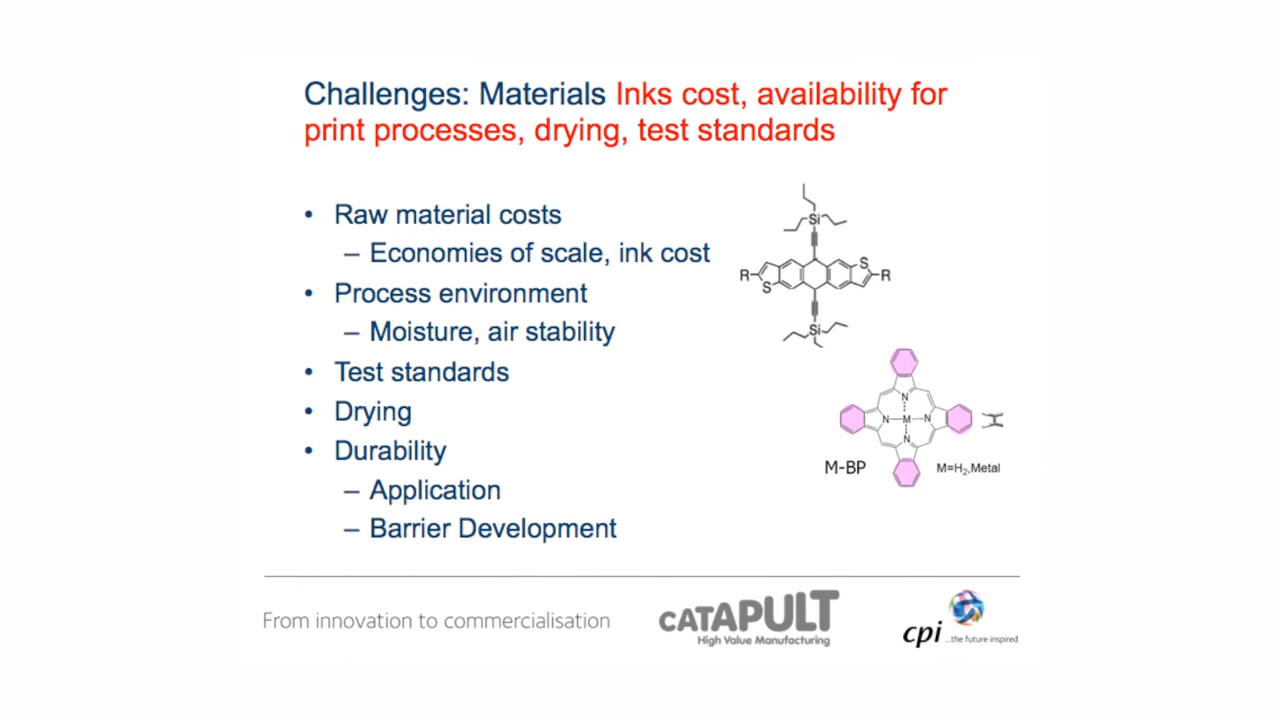 Challenges: Materials Inks cost, availability for
print processes, drying, test standards
• Raw material costs
– Economies of scale, ink cost
• Process environment
– Moisture, air stability
• Test standards
• Drying
• Durability
– Application
– Barrier Development
Si
S
R
R
S
Si
N
N
M
N
N
M-BP
M=H₂,Metal
From innovation to commercialisation
CATAPULT
High Value Manufacturing
cpi
...the future inspired